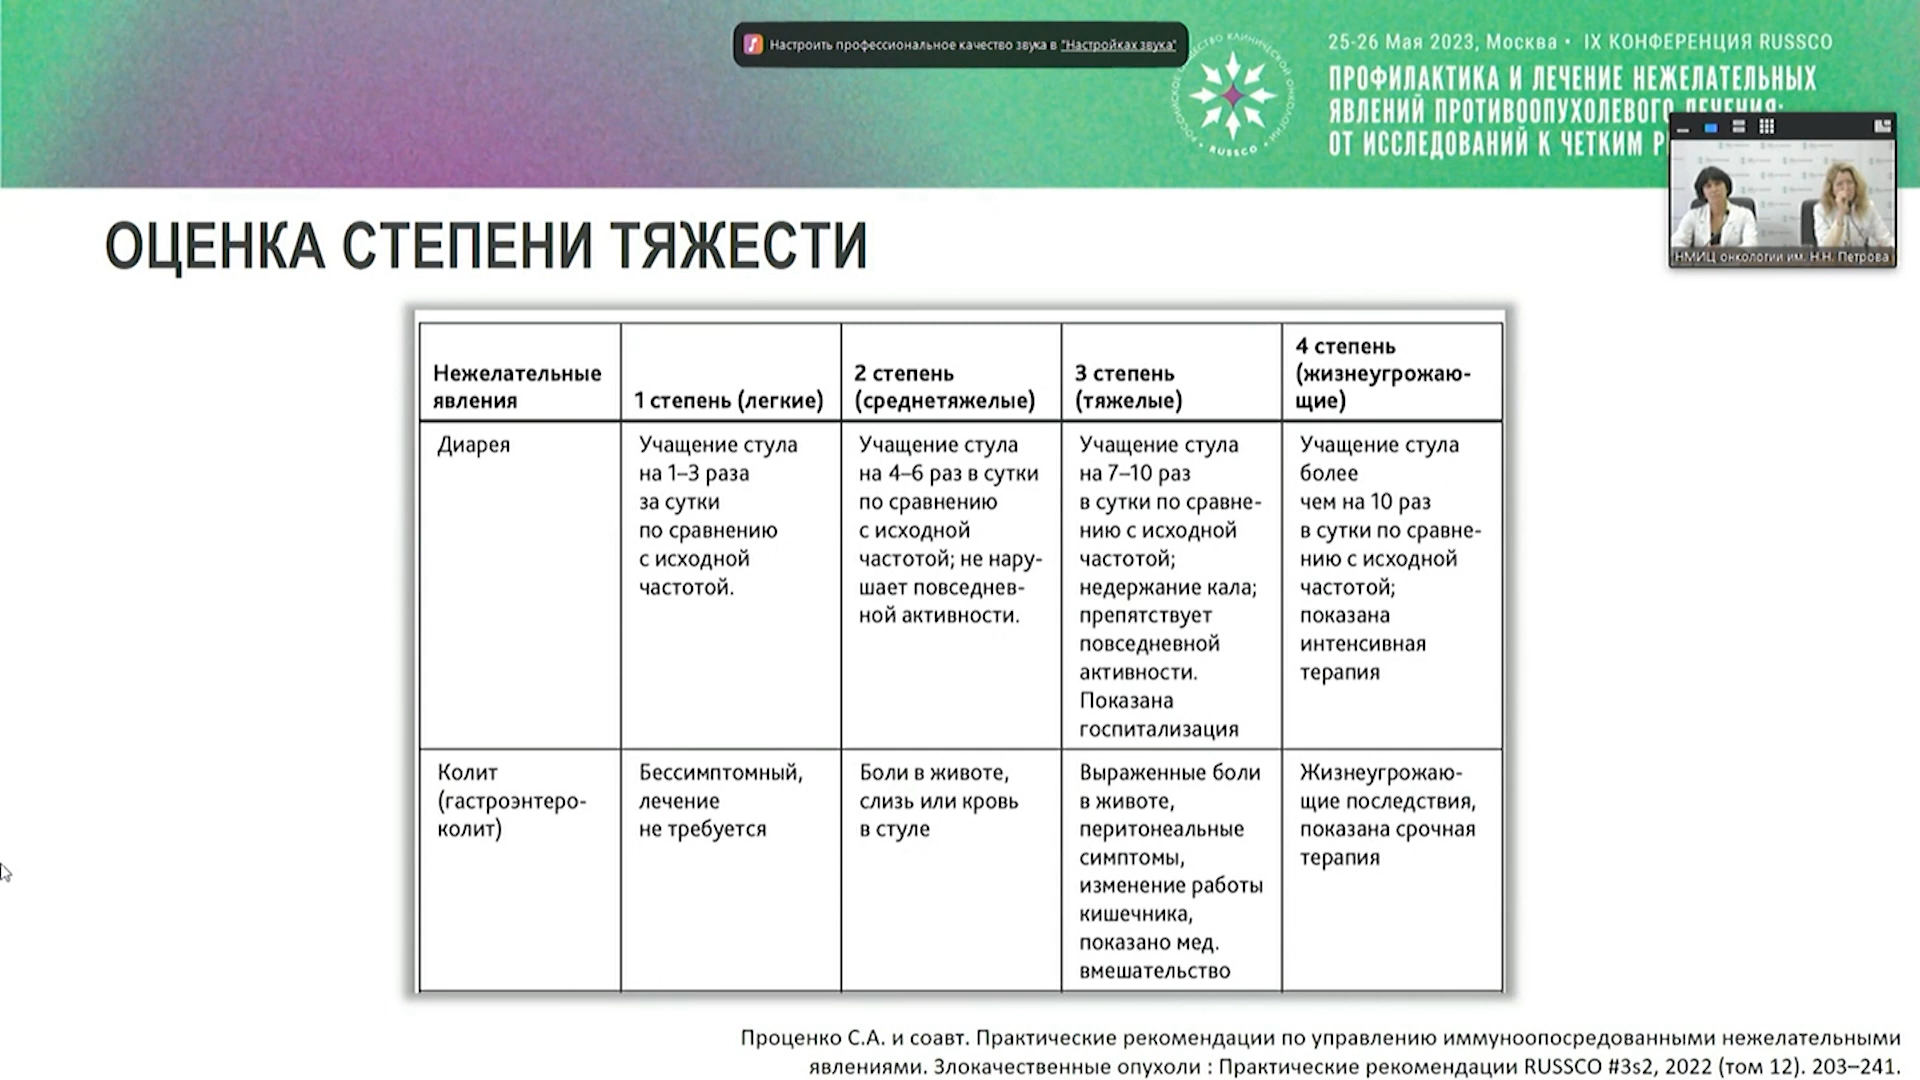 Настроить профессиональное качество звука в "Настройках звука"
РОССИЙСКОЕ ОБЩЕСТВО КЛИНИЧЕСКОЙ ОНКОЛОГИИ
• RUSSCO •
25-26 Мая 2023, Москва • IX КОНФЕРЕНЦИЯ RUSSCO
ПРОФИЛАКТИКА И ЛЕЧЕНИЕ НЕЖЕЛАТЕЛЬНЫХ
ЯВЛЕНИЙ ПРОТИВООПУХОЛЕВОГО ЛЕЧЕНИЯ:
ОТ ИССЛЕДОВАНИЙ К ЧЕТКИМ
НМИЦ онкологии им. Н.Н. Петрова
ОЦЕНКА СТЕПЕНИ ТЯЖЕСТИ
Нежелательные
явления
1 степень (легкие)
2 степень
(среднетяжелые)
3 степень
(тяжелые)
4 степень
(жизнеугрожаю-
щие)
Диарея
Учащение стула
на 1–3 раза
за сутки
по сравнению
с исходной
частотой.
Учащение стула
на 4–6 раз в сутки
по сравнению
с исходной
частотой; не нару-
шает повседнев-
ной активности.
Учащение стула
на 7–10 раз
в сутки по сравне-
нию с исходной
частотой;
недержание кала;
препятствует
повседневной
активности.
Показана
госпитализация
Учащение стула
более
чем на 10 раз
в сутки по сравне-
нию с исходной
частотой;
показана
интенсивная
терапия
Колит
(гастроэнтеро-
колит)
Бессимптомный,
лечение
не требуется
Боли в животе,
слизь или кровь
в стуле
Выраженные боли
в животе,
перитонеальные
симптомы,
изменение работы
кишечника,
показано мед.
вмешательство
Жизнеугрожаю-
щие последствия,
показана срочная
терапия
Проценко С.А. и соавт. Практические рекомендации по управлению иммуноопосредованными нежелательными
явлениями. Злокачественные опухоли : Практические рекомендации RUSSCO #3s2, 2022 (том 12). 203–241.